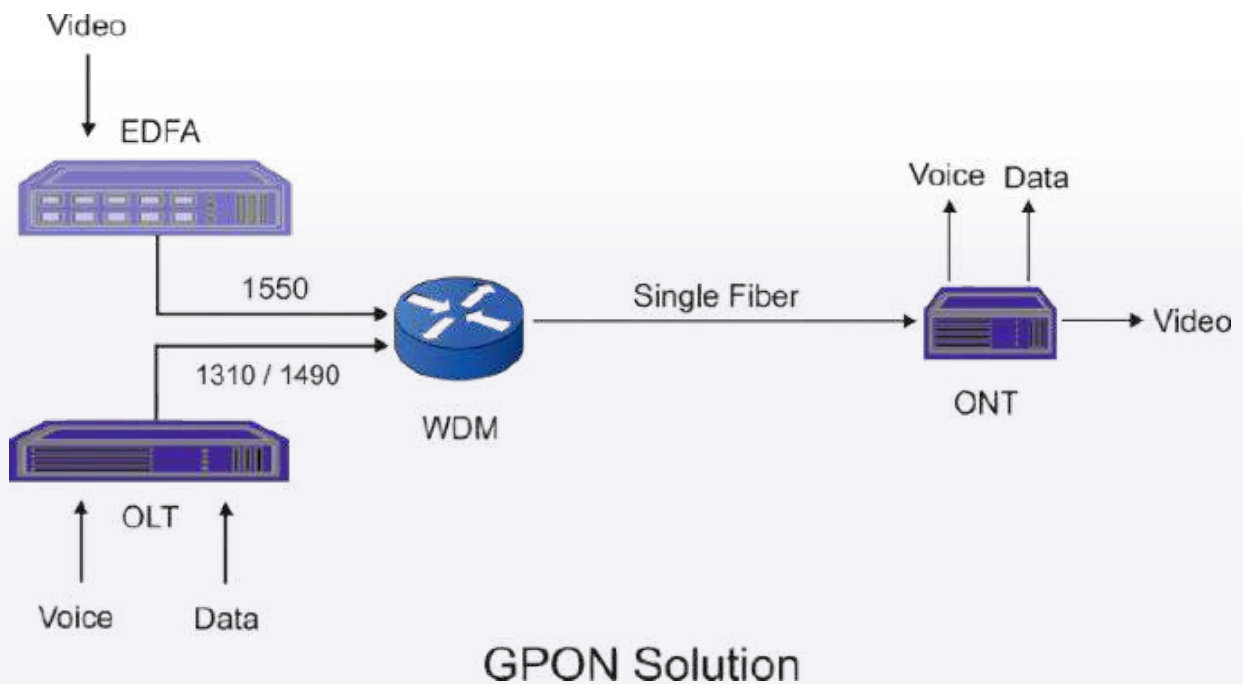 Video
EDFA
Voice Data
1550
Single Fiber
Video
1310 / 1490
WDM
ONT
OLT
Voice Data
GPON Solution